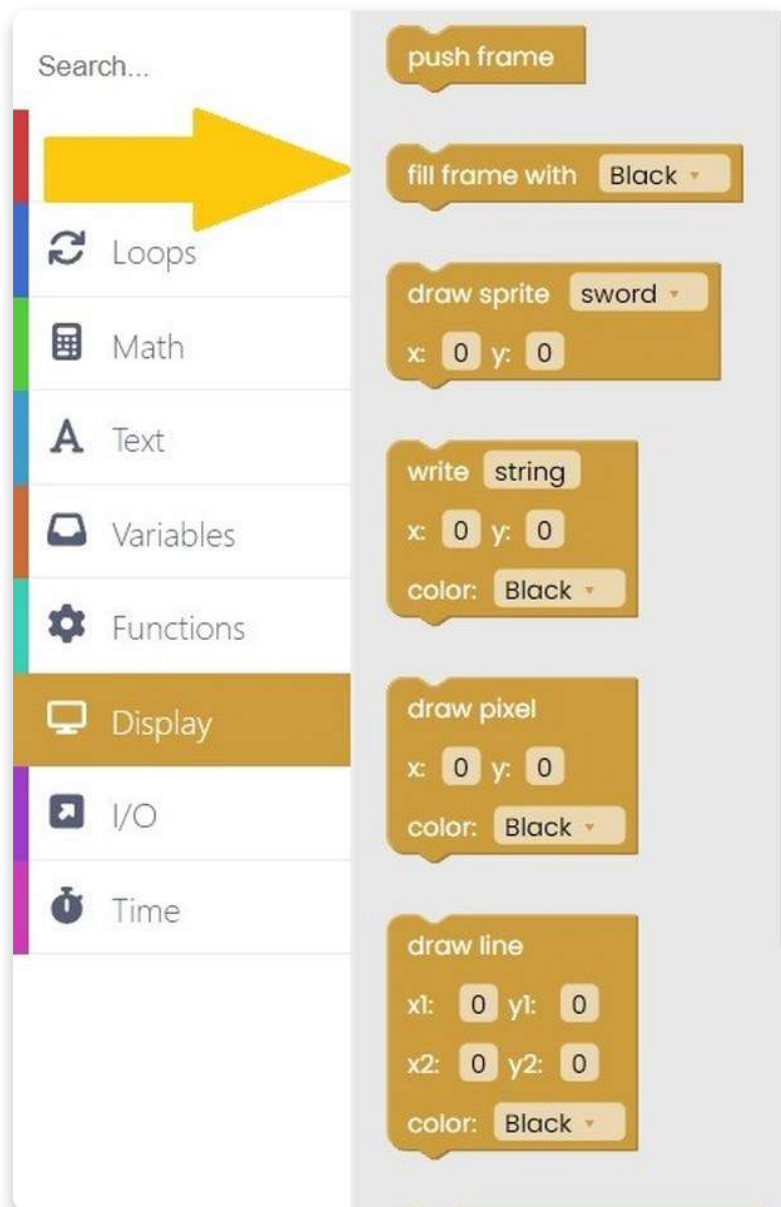 Search...
Loops
Math
Text
Variables
Functions
Display
I/O
Time
push frame
fill frame with Black
draw sprite sword
x: 0 y: 0
write string
x: 0 y: 0
color: Black
draw pixel
x: 0 y: 0
color: Black
draw line
x1: 0 y1: 0
x2: 0 y2: 0
color: Black